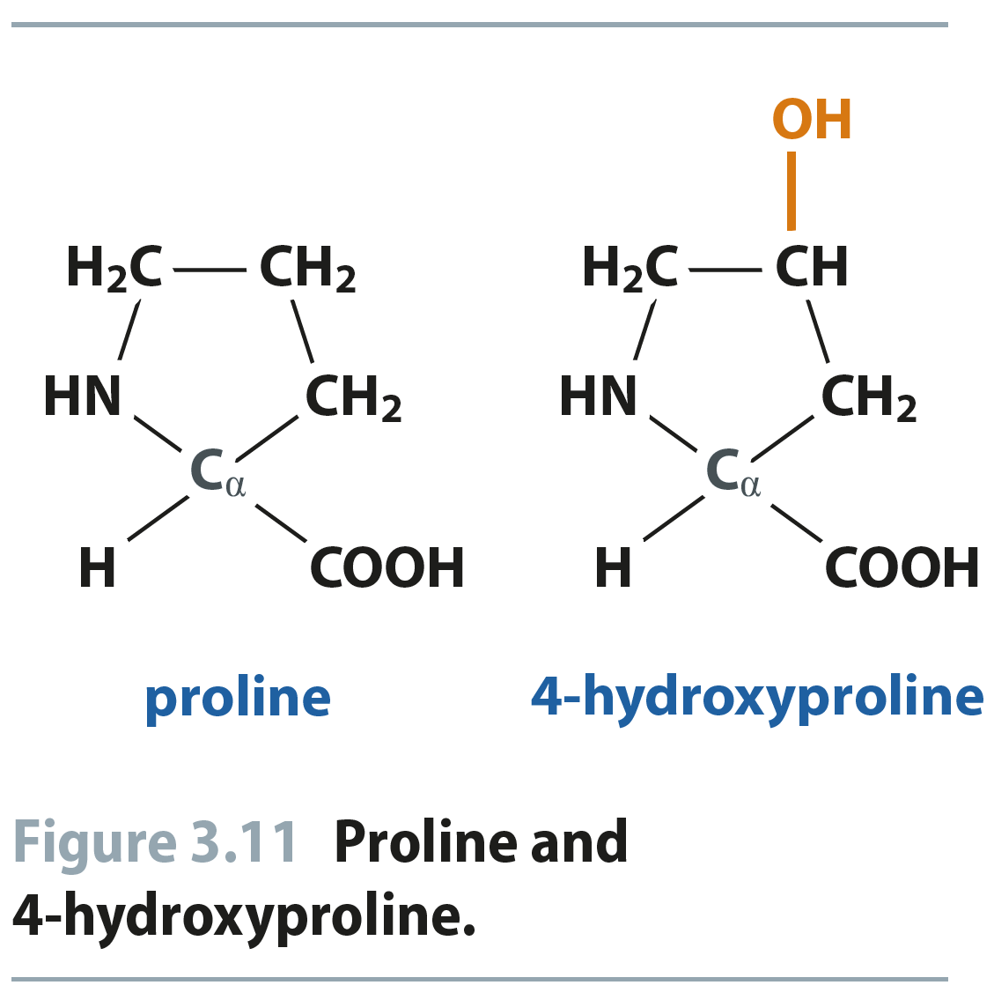 OH
H₂C CH₂ H₂C CH
HN CH₂ HN CH₂
Cα Cα
H COOH H COOH
proline 4-hydroxyproline
Figure 3.11 Proline and
4-hydroxyproline.